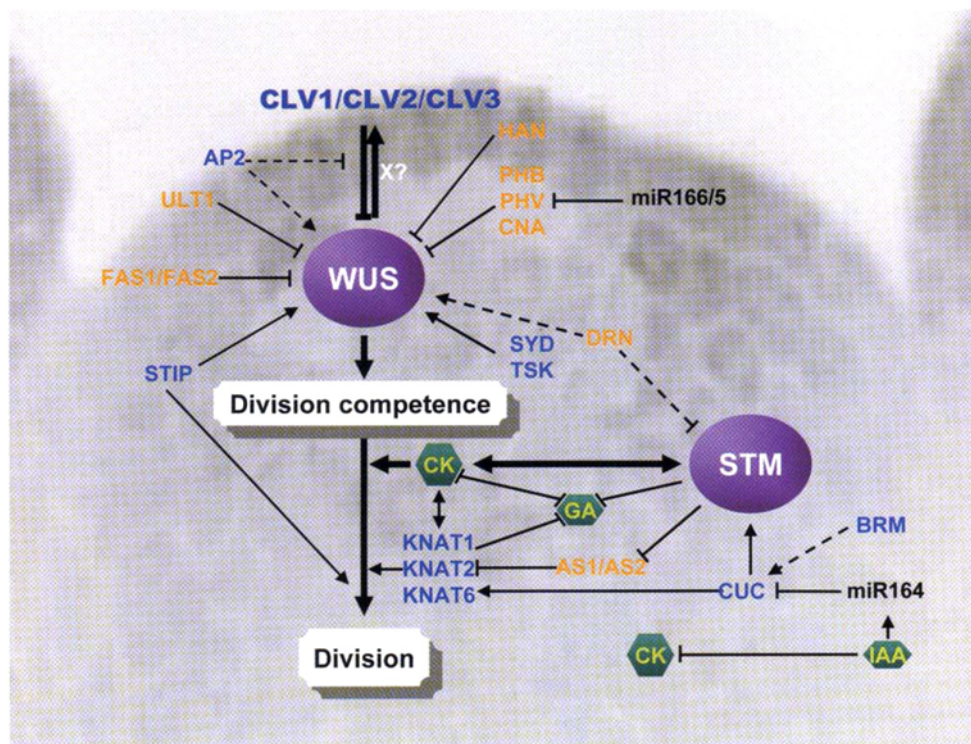 CLV1/CLV2/CLV3
HAN
AP2
X?
PHB
ULT1
PHV
miR166/5
CNA
FAS1/FAS2
WUS
SYD
DRN
TSK
STIP
Division competence
CK
STM
GA
KNAT1
BRM
KNAT2
AS1/AS2
KNAT6
CUC
miR164
Division
CK
IAA